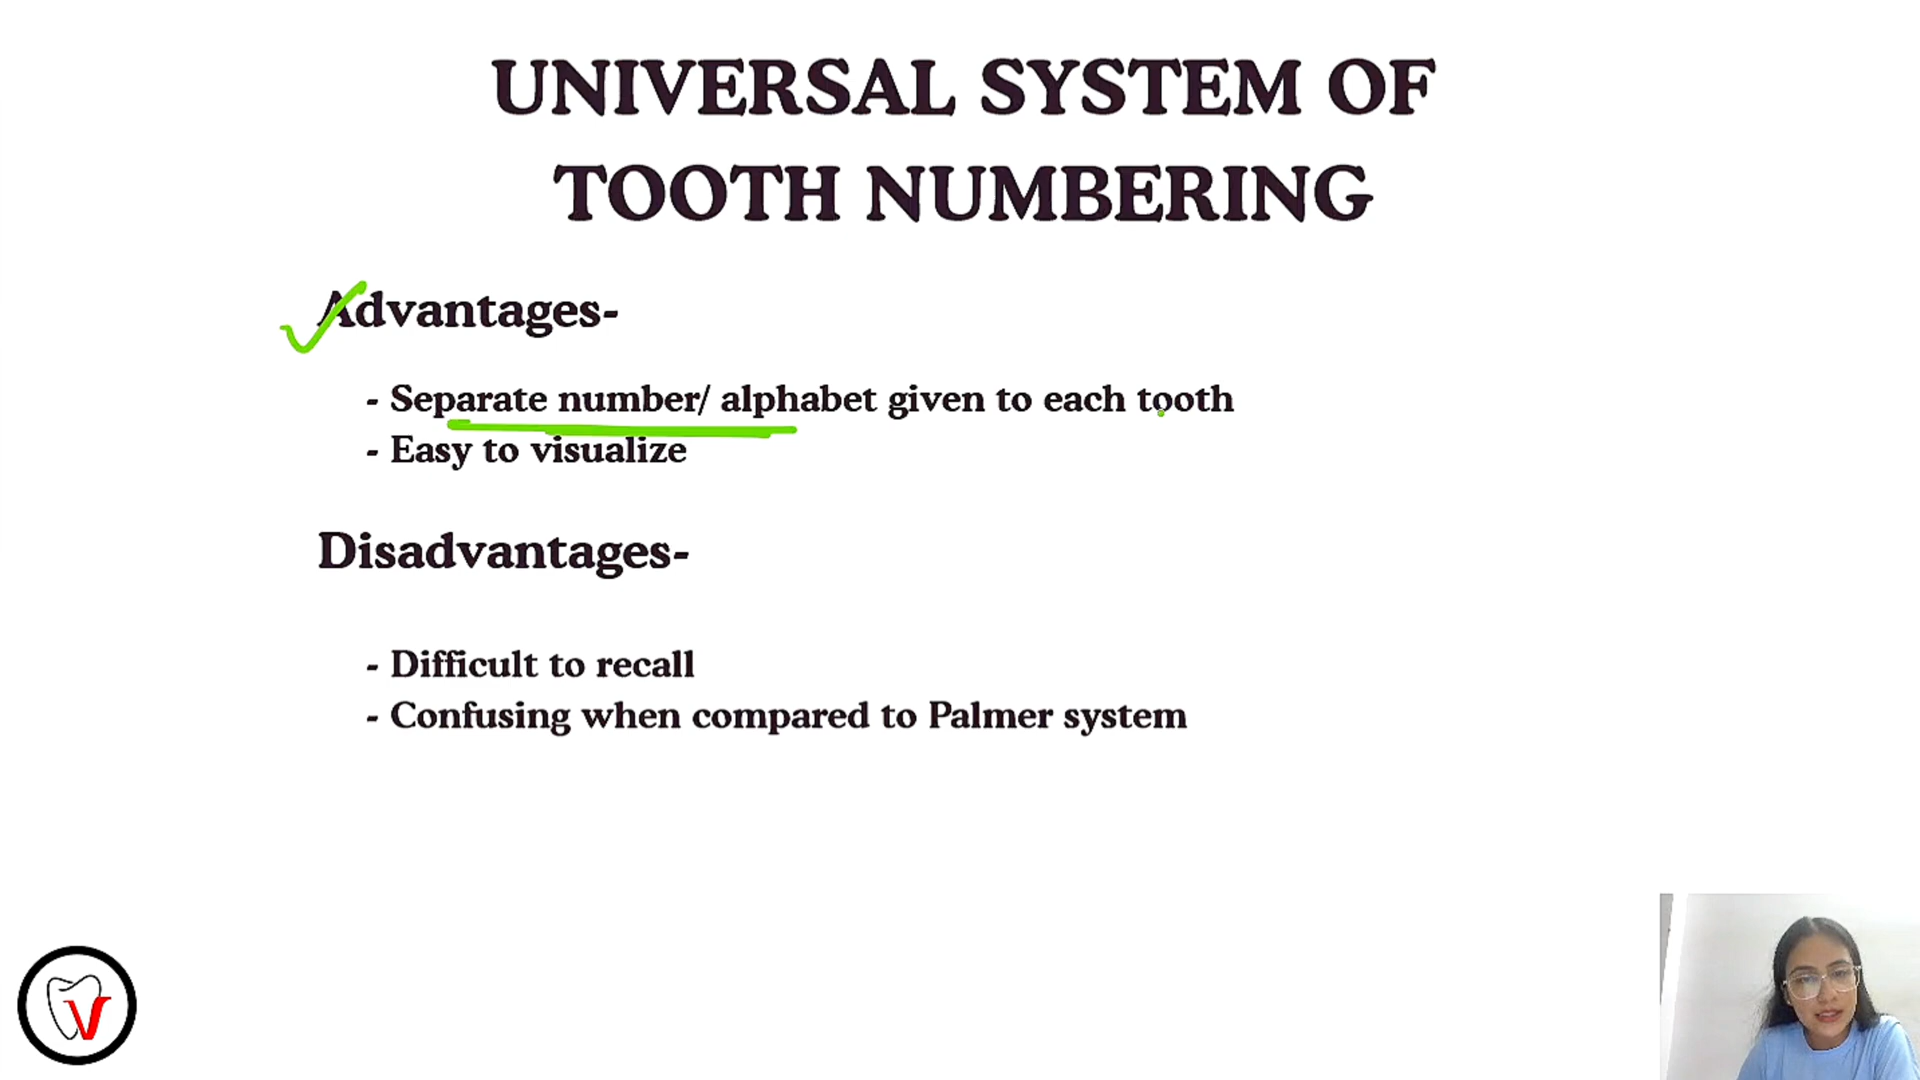 UNIVERSAL SYSTEM OF
TOOTH NUMBERING
Advantages-
- Separate number/ alphabet given to each tooth
- Easy to visualize
Disadvantages-
- Difficult to recall
- Confusing when compared to Palmer system
V